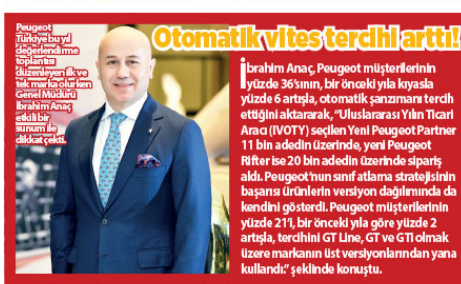 Peugeot
Türkiye bu yıl
değerlendirme
toplantısı
düzenleyen ilk ve
tek marka olurken
Genel Müdürü
İbrahim Anaç
etkili bir
sunum ile
dikkat çekti.
Otomatik vites tercihi arttı!
İbrahim Anaç, Peugeot müşterilerinin
yüzde 36'sının, bir önceki yıla kıyasla
yüzde 6 artışla, otomatik şanzımanı tercih
ettiğini aktararak, "Uluslararası Yılın Ticari
Aracı (IVOTY) seçilen Yeni Peugeot Partner
11 bin adedin üzerinde, yeni Peugeot
Rifter ise 20 bin adedin üzerinde sipariş
aldı. Peugeot'nun sınıf atlama stratejisinin
başarısı ürünlerin versiyon dağılımında da
kendini gösterdi. Peugeot müşterilerinin
yüzde 21'i, bir önceki yıla göre yüzde 2
artışla, tercihini GT Line, GT ve GTI olmak
üzere markanın üst versiyonlarından yana
kullandı." şeklinde konuştu.